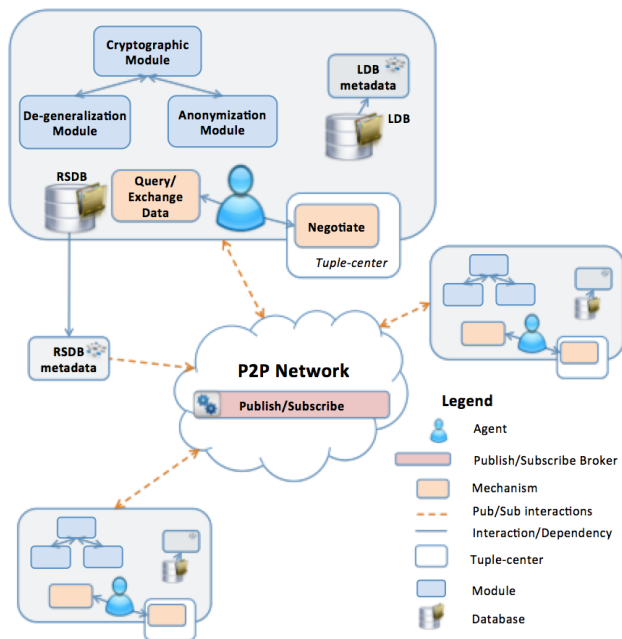 Cryptographic
Module
De-generalization
Module
Anonymization
Module
LDB
metadata
LDB
RSDB
Query/
Exchange
Data
Negotiate
Tuple-center
RSDB
metadata
P2P Network
Publish/Subscribe
Legend
Agent
Publish/Subscribe Broker
Mechanism
Pub/Sub interactions
Interaction/Dependency
Tuple-center
Module
Database